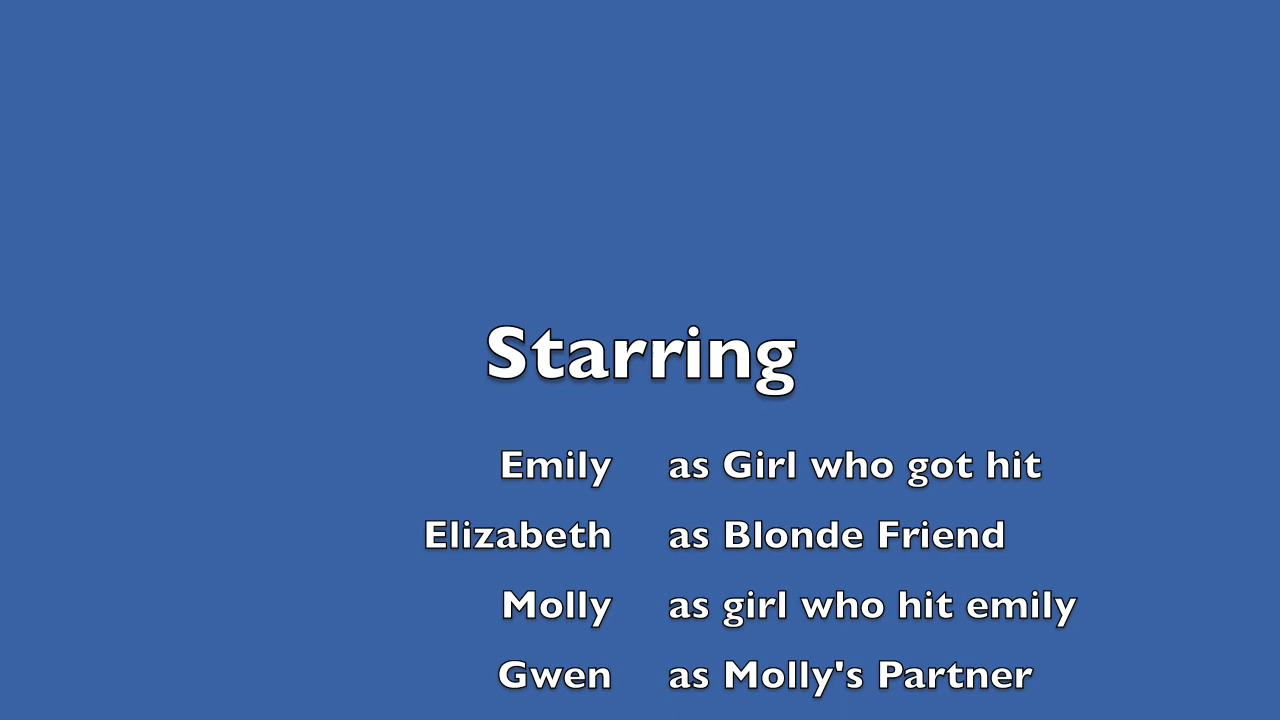 Starring
Emily as Girl who got hit
Elizabeth as Blonde Friend
Molly as girl who hit emily
Gwen as Molly's Partner